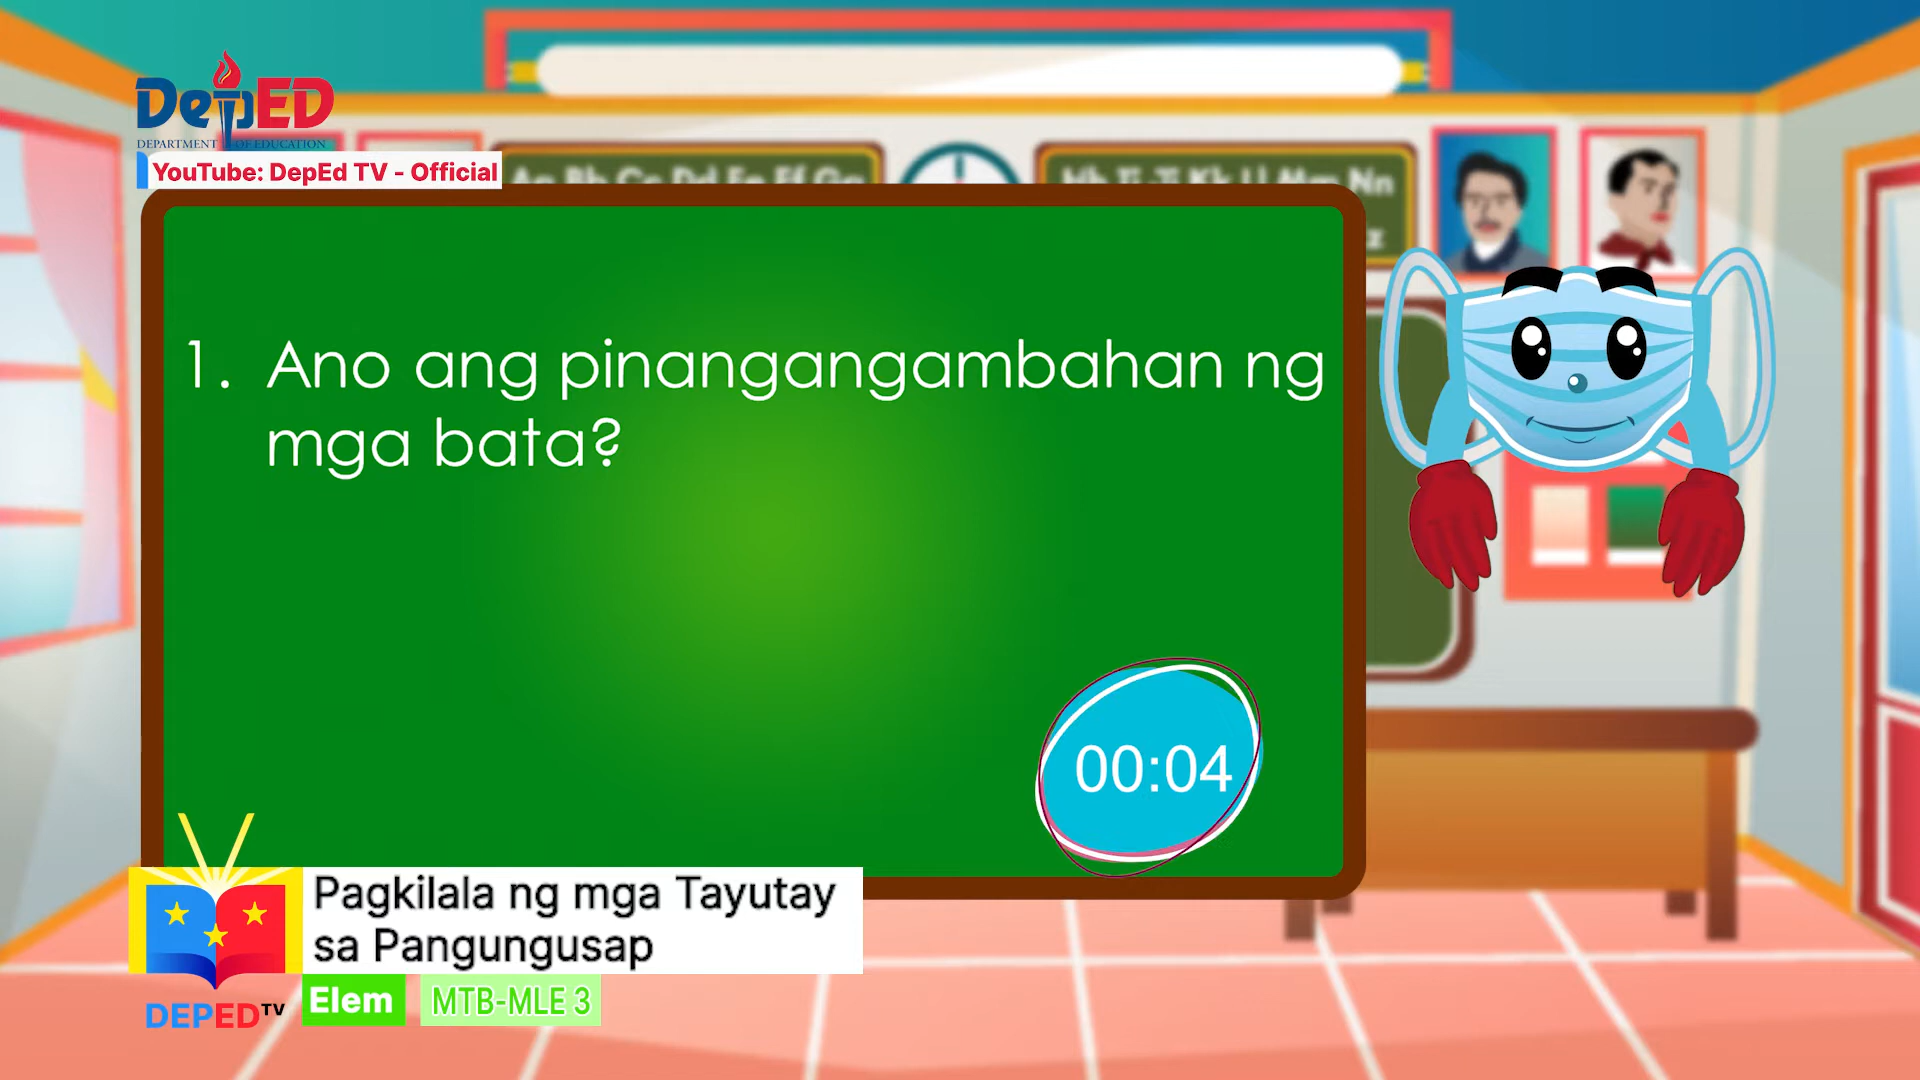 DepED
DEPARTMENT OF EDUCATION
YouTube: DepEd TV - Official
1. Ano ang pinangangambahan ng
mga bata?
00:04
Pagkilala ng mga Tayutay
sa Pangungusap
Elem MTB-MLE 3
DEPED TV